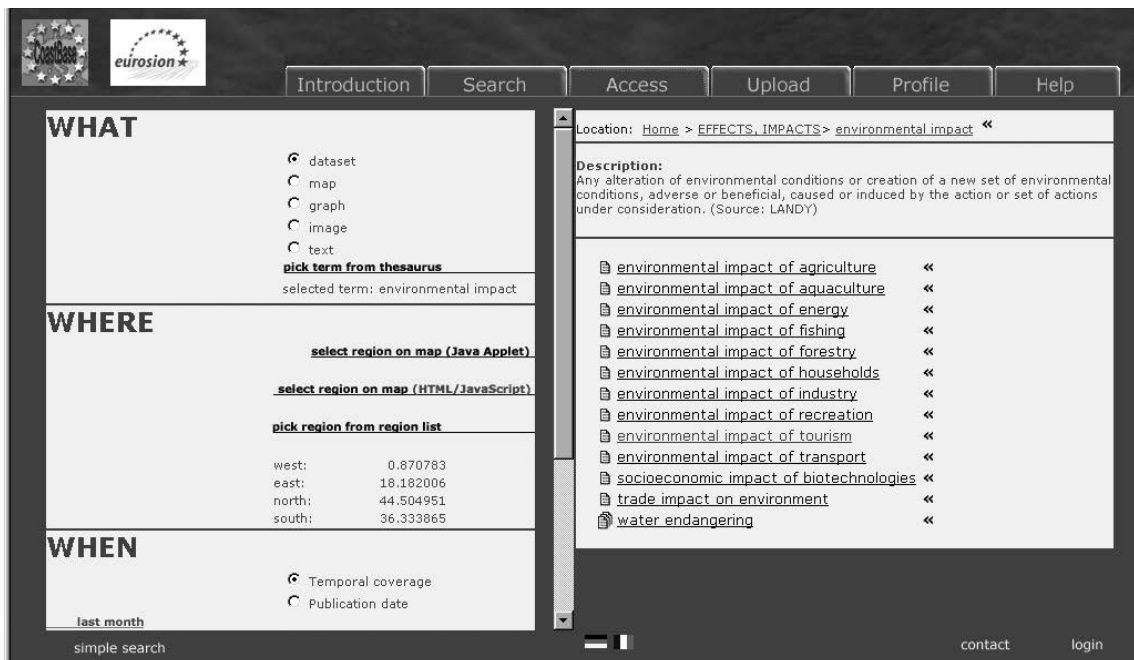 CoastBase
eurosion
Introduction
Search
Access
Upload
Profile
Help
WHAT
dataset
map
graph
image
text
pick term from thesaurus
selected term: environmental impact
WHERE
select region on map (Java Applet)
select region on map (HTML/JavaScript)
pick region from region list
west: 0.870783
east: 18.182006
north: 44.504951
south: 36.333865
WHEN
Temporal coverage
Publication date
last month
simple search
Location: Home > EFFECTS, IMPACTS> environmental impact «
Description:
Any alteration of environmental conditions or creation of a new set of environmental
conditions, adverse or beneficial, caused or induced by the action or set of actions
under consideration. (Source: LANDY)
environmental impact of agriculture «
environmental impact of aquaculture «
environmental impact of energy «
environmental impact of fishing «
environmental impact of forestry «
environmental impact of households «
environmental impact of industry «
environmental impact of recreation «
environmental impact of tourism «
environmental impact of transport «
socioeconomic impact of biotechnologies «
trade impact on environment «
water endangering «
contact
login